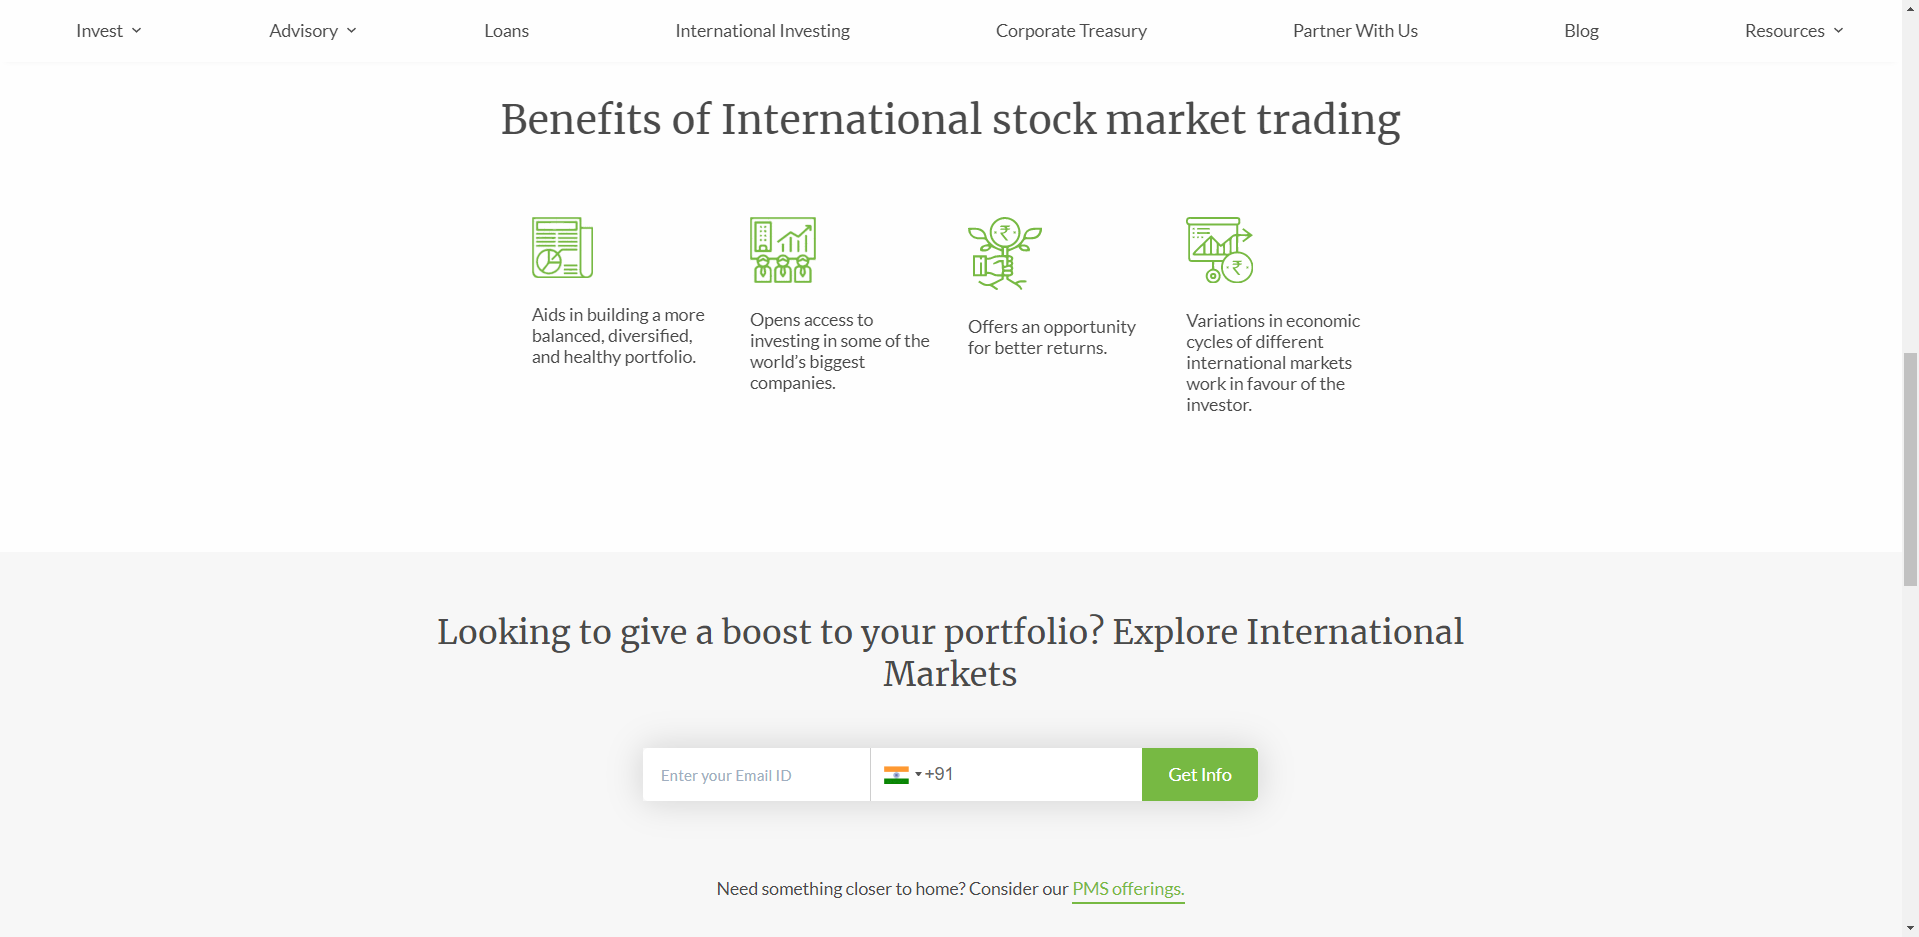 Invest
Advisory
Loans
International Investing
Corporate Treasury
Partner With Us
Blog
Resources
Benefits of International stock market trading
Aids in building a more
balanced, diversified,
and healthy portfolio.
Opens access to
investing in some of the
world’s biggest
companies.
Offers an opportunity
for better returns.
Variations in economic
cycles of different
international markets
work in favour of the
investor.
Looking to give a boost to your portfolio? Explore International
Markets
Enter your Email ID
+91
Get Info
Need something closer to home? Consider our PMS offerings.